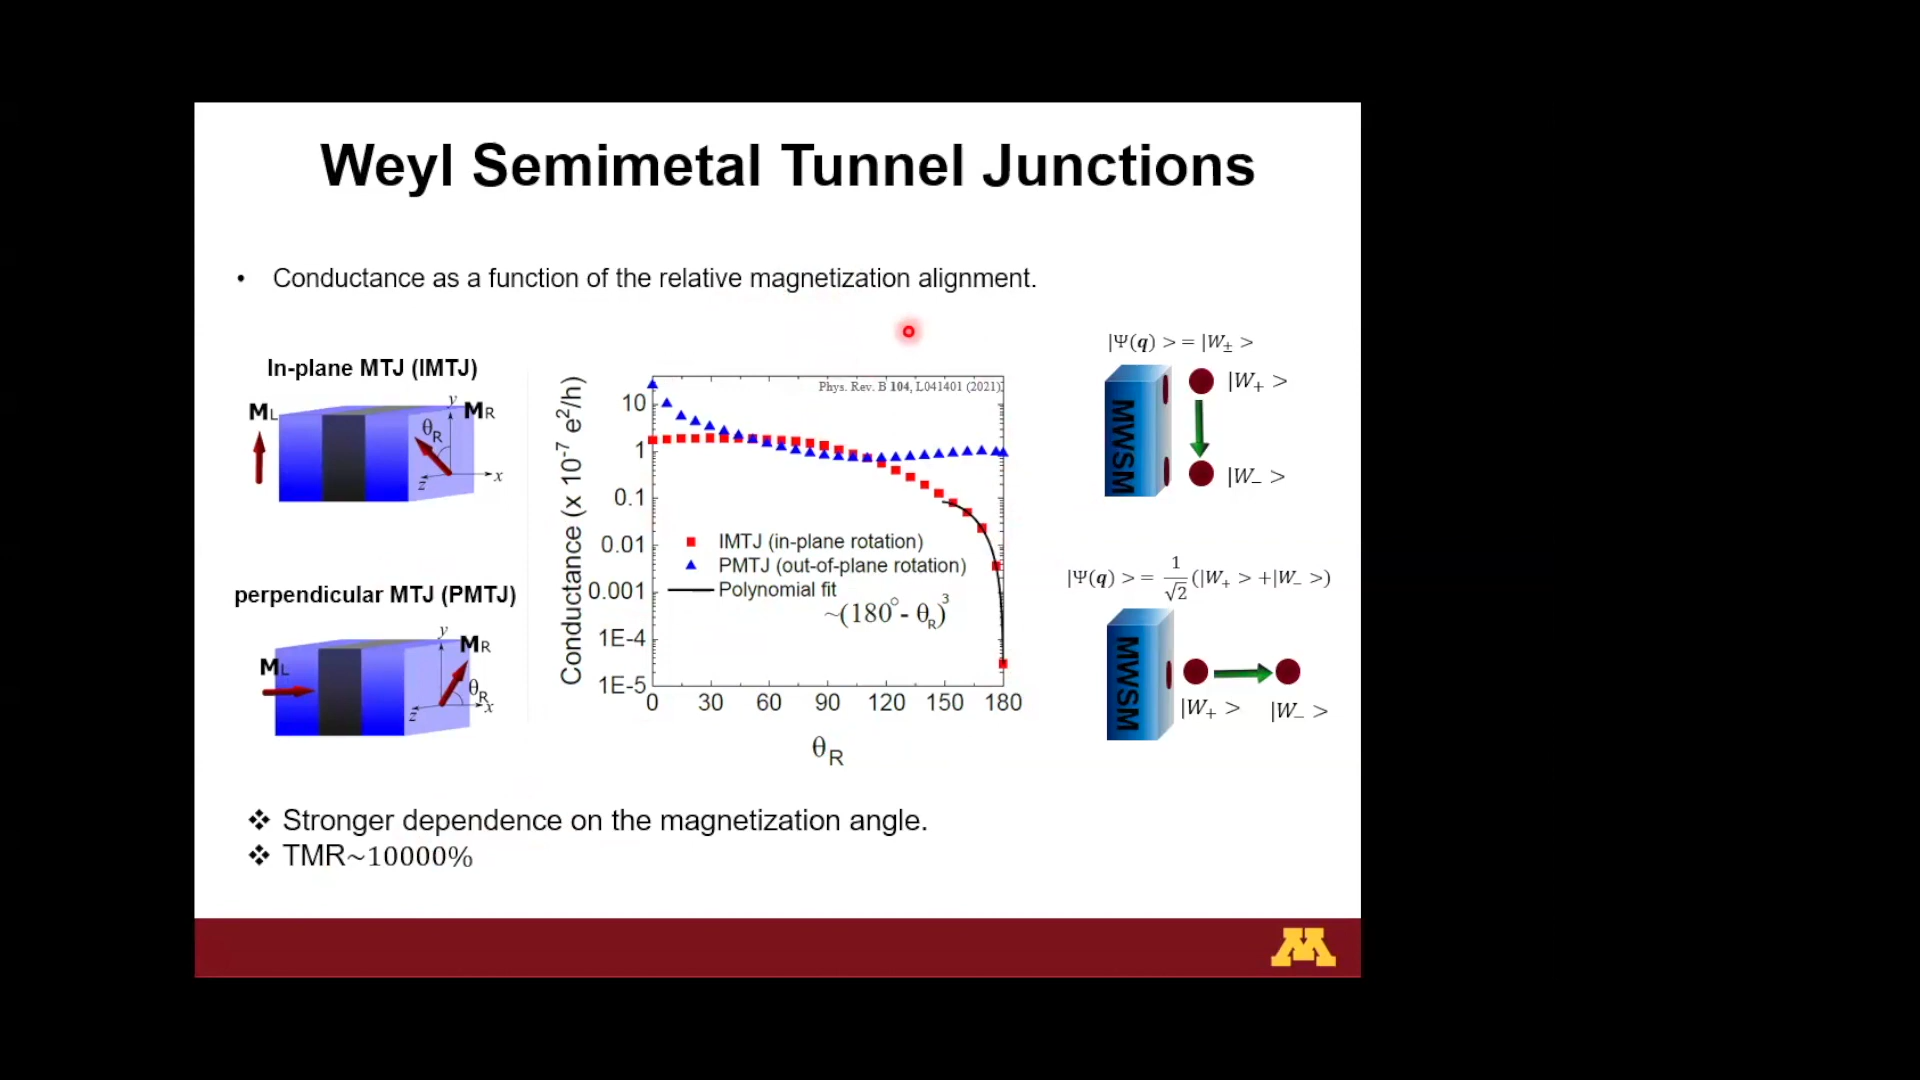 Weyl Semimetal Tunnel Junctions
• Conductance as a function of the relative magnetization alignment.
In-plane MTJ (IMTJ)
M_L
M_R
θ_R
y
x
z
perpendicular MTJ (PMTJ)
M_L
M_R
θ_R
y
x
z
Conductance (x 10^-7 e^2/h)
Phys. Rev. B 104, L041401 (2021)
10
1
0.1
0.01
0.001
1E-4
1E-5
IMTJ (in-plane rotation)
PMTJ (out-of-plane rotation)
Polynomial fit
~(180° - θ_R)^3
0 30 60 90 120 150 180
θ_R
|Ψ(q) > = |W_± >
MWSM
|W_+ >
|W_− >
|Ψ(q) > = 1/√2 (|W_+ > +|W_− >)
MWSM
|W_+ >
|W_− >
❖ Stronger dependence on the magnetization angle.
❖ TMR~10000%
M